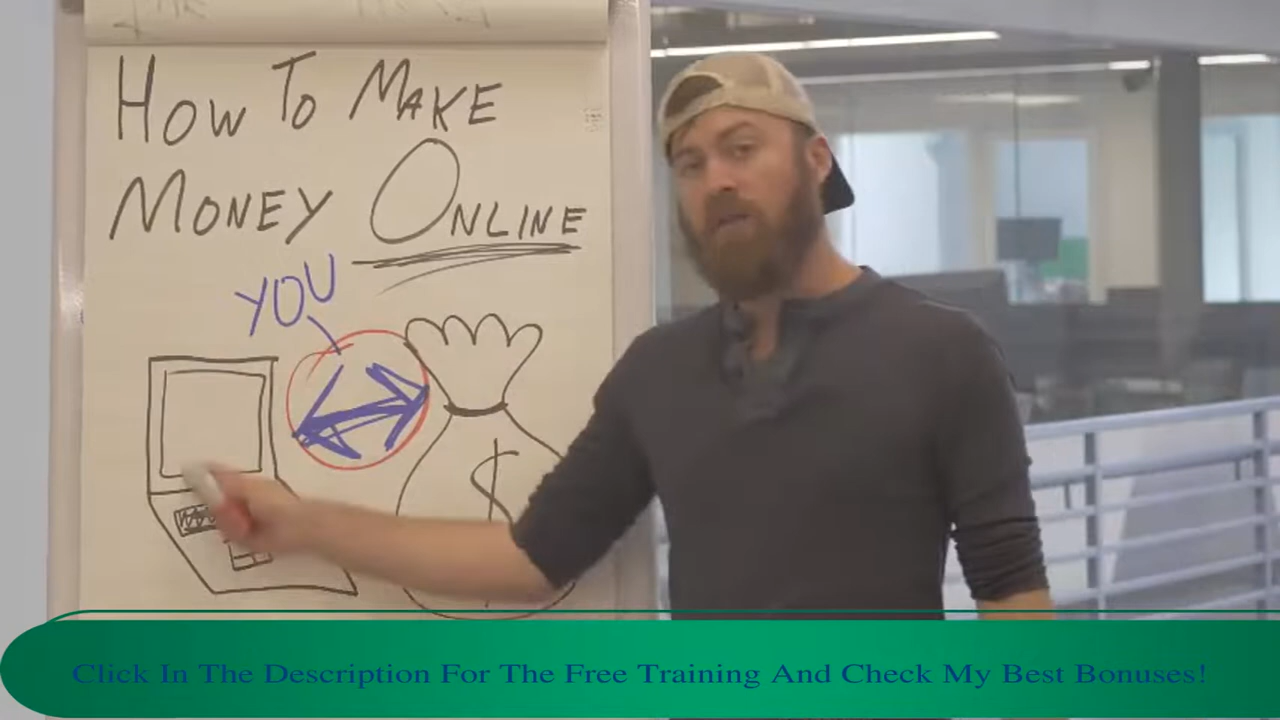 How To Make
Money Online
YOU
$
Click In The Description For The Free Training And Check My Best Bonuses!